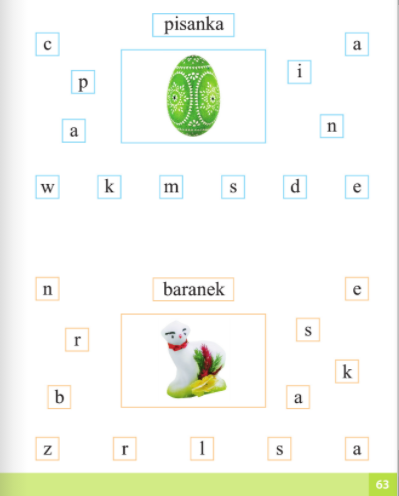 pisanka
c a
p i
a n
w k m s d e
n baranek e
r s
k
b a
z r l s a
63